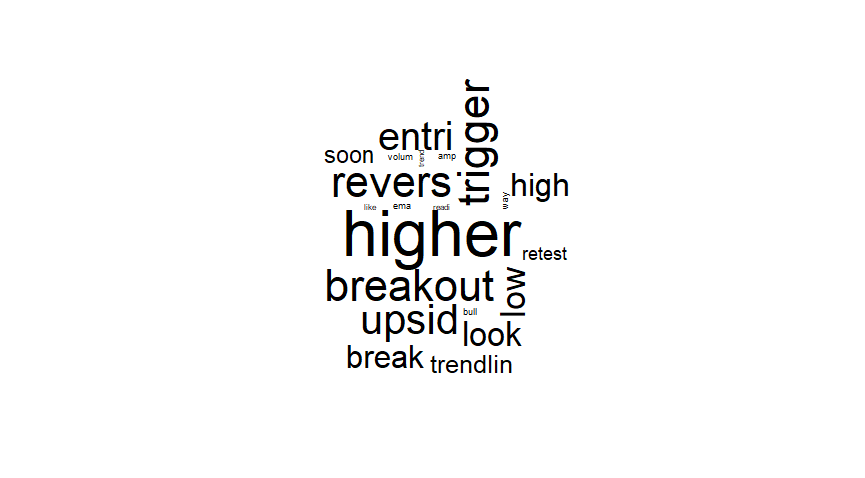 trigger
entri
soon
volum
trend
amp
revers
high
way
like
ema
readi
higher
retest
breakout
low
upsid
bull
look
break
trendlin